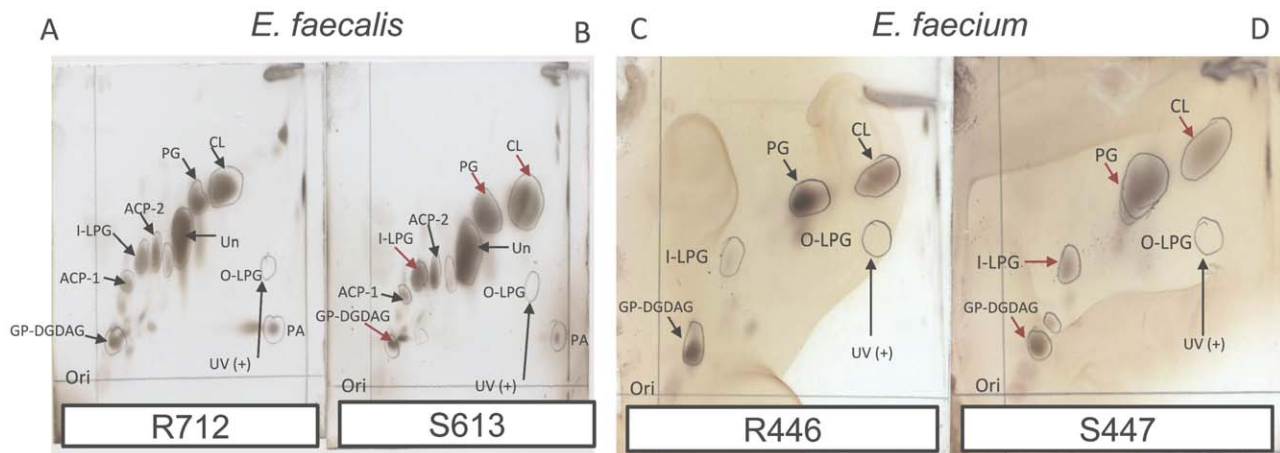 A
E. faecalis
B
C
E. faecium
D
PG
CL
ACP-2
I-LPG
Un
ACP-1
O-LPG
GP-DGDAG
PA
UV (+)
Ori
R712
CL
PG
ACP-2
I-LPG
Un
ACP-1
O-LPG
GP-DGDAG
PA
UV (+)
Ori
S613
CL
PG
O-LPG
I-LPG
GP-DGDAG
UV (+)
Ori
R446
CL
PG
O-LPG
I-LPG
GP-DGDAG
UV (+)
Ori
S447